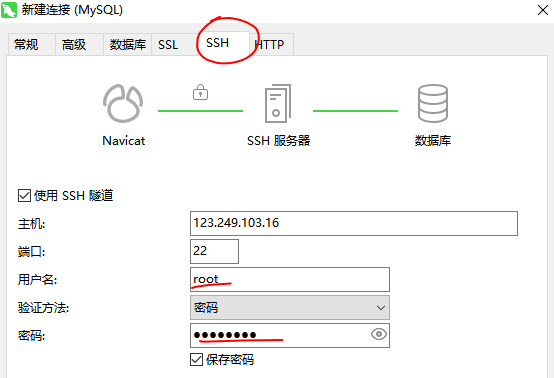 新建连接 (MySQL)
常规 高级 数据库 SSL SSH HTTP
Navicat SSH 服务器 数据库
使用 SSH 隧道
主机: 123.249.103.16
端口: 22
用户名: root
验证方法: 密码
密码: ●●●●●●●●
保存密码